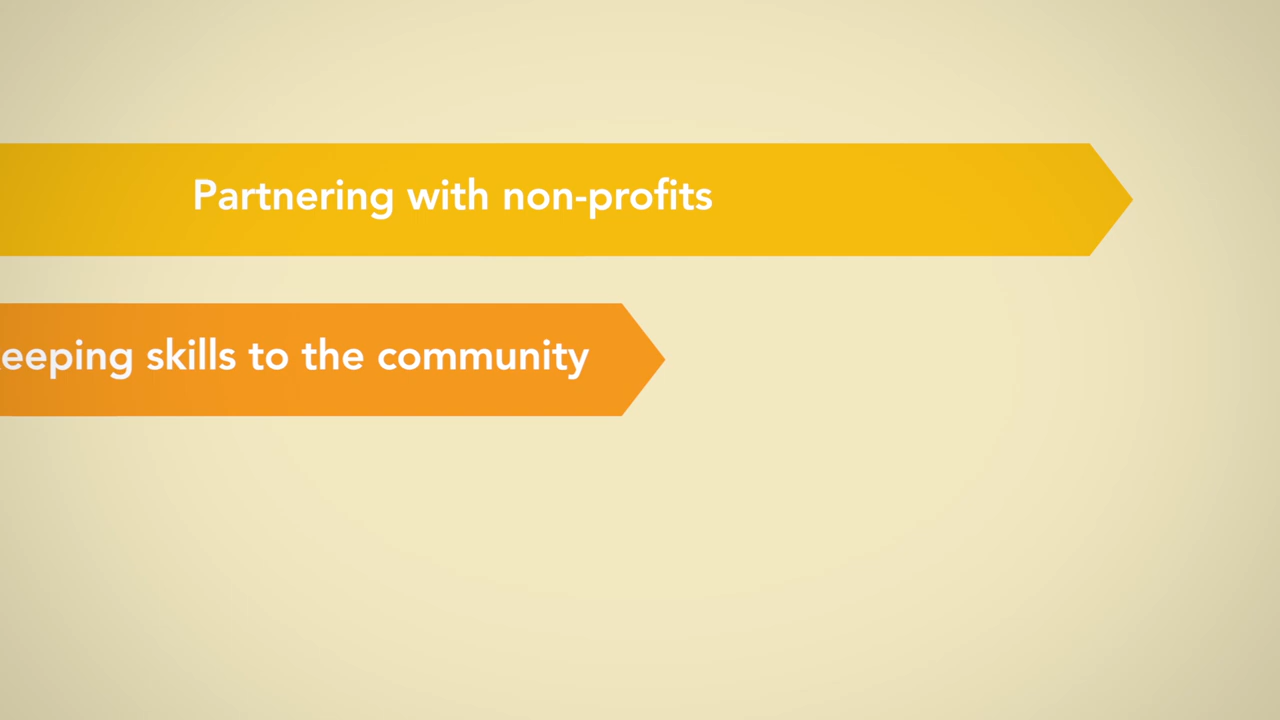 Partnering with non-profits
eeping skills to the community